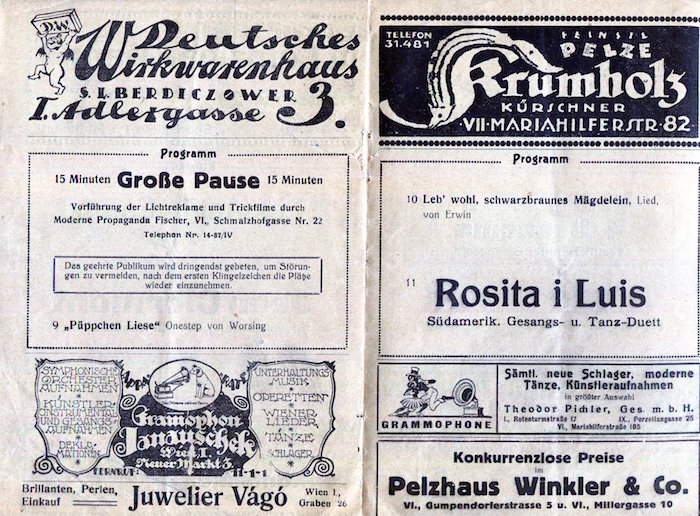 D.W
Deutsches
Wirkwarenhaus
S. L. BERDICZOWER
I. Adlergasse 3.
Programm
15 Minuten Große Pause 15 Minuten
Vorführung der Lichtreklame und Trickfilme durch
Moderne Propaganda Fischer, VI., Schmalzhofgasse Nr. 22
Telephon Nr. 14-87/IV
Das geehrte Publikum wird dringendst gebeten, um Störun-
gen zu vermeiden, nach dem ersten Klingelzeichen die Plätze
wieder einzunehmen.
9 „Püppchen Liese" Onestep von Worsing
SYMPHONISCHE
ORCHESTER
AUFNAHMEN
KÜNSTLER
INSTRUMENTAL
UND GESANGS
AUFNAHMEN
DEKLA-
MATIONEN
Gramophon
Janauschek
Wien I.
Neuer Markt 3.
FERNRUF: 11-1-1
UNTERHALTUNGS
MUSIK
OPERETTEN
WIENER
LIEDER
TÄNZE
SCHLAGER
Brillanten, Perlen,
Einkauf
Juwelier Vágó
Wien I.,
Graben 26
TELEFON
31.481
FEINSTE
PELZE
Krumholz
KÜRSCHNER
VII·MARIAHILFERSTR·82
Programm
10 Leb' wohl, schwarzbraunes Mägdelein, Lied,
von Erwin
11
Rosita i Luis
Südamerik. Gesangs- u. Tanz-Duett
GRAMMOPHONE
Sämtl. neue Schlager, moderne
Tänze, Künstleraufnahmen
in größter Auswahl
Theodor Pichler, Ges. m. b. H.
I., Rotenturmstraße 17 IX., Porzellangasse 25
VI., Mariahilferstraße 105
Konkurrenzlose Preise
im
Pelzhaus Winkler & Co.
V., Gumpendorferstrasse 5 u. VI., Millergasse 10